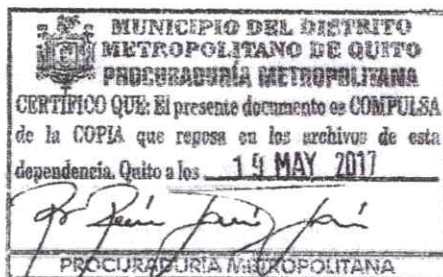 MUNICIPIO DEL DISTRITO
METROPOLITANO DE QUITO
PROCURADURÍA METROPOLITANA
CERTIFICO QUE: El presente documento es COMPULSA
de la COPIA que reposa en los archivos de esta
dependencia. Quito a los 19 MAY 2017
PROCURADURÍA METROPOLITANA